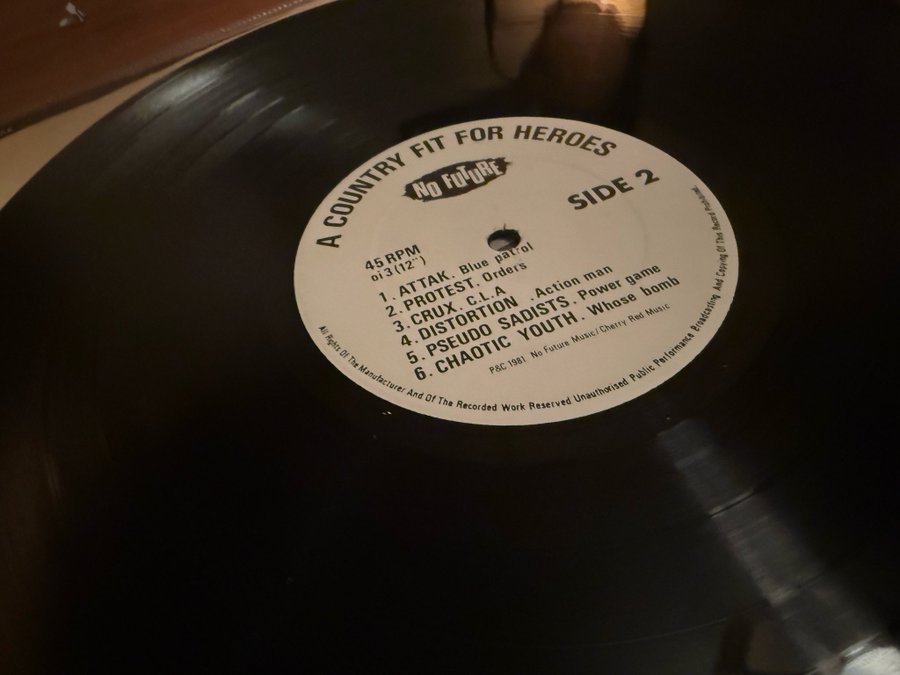 A COUNTRY FIT FOR HEROES
NO FUTURE
SIDE 2
45 RPM
oi 3 (12")
1. ATTAK. Blue patrol
2. PROTEST. Orders
3. CRUX. C.L.A
4. DISTORTION .Action man
5. PSEUDO SADISTS. Power game
6. CHAOTIC YOUTH. Whose bomb
P&C 1981 No Future Music/Cherry Red Music
All Rights Of The Manufacturer And Of The Recorded Work Reserved Unauthorised Public Performance Broadcasting And Copying Of This Record Prohibited